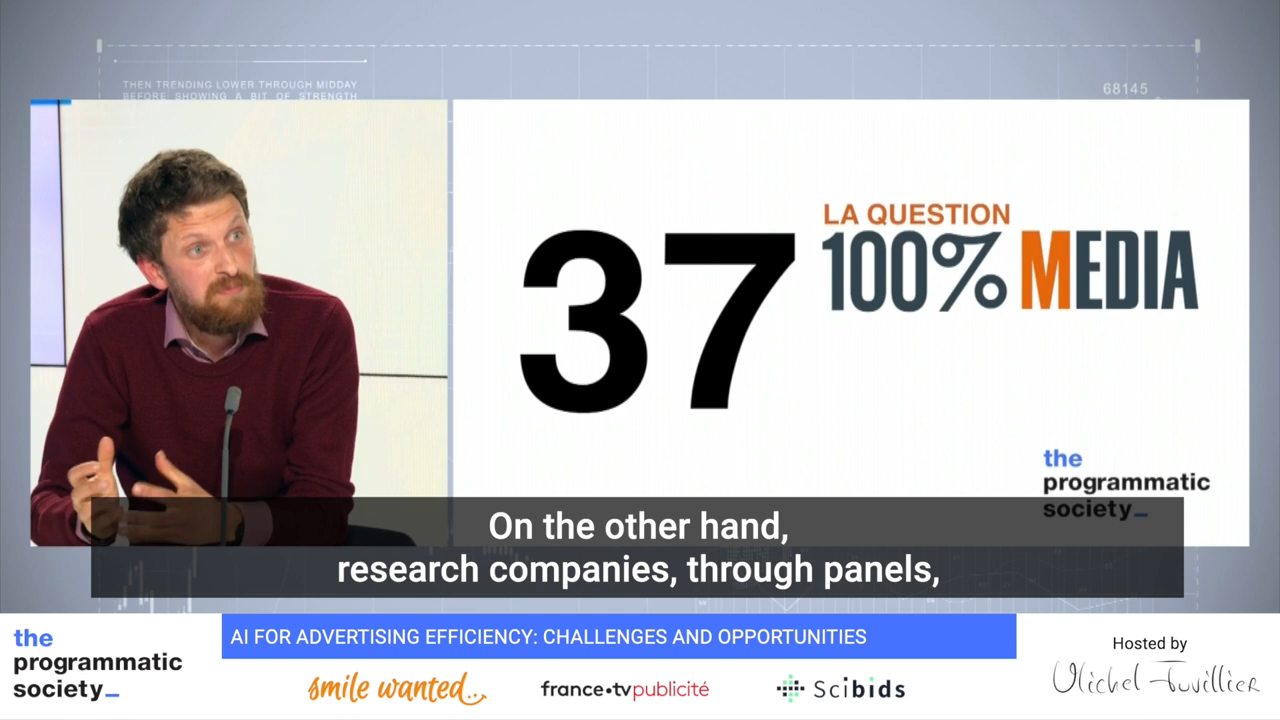 THEN TRENDING LOWER THROUGH MIDDAY
BEFORE SHOWING A BIT OF STRENGTH
68145
37
LA QUESTION
100% MEDIA
the
programmatic
society_
On the other hand,
research companies, through panels,
the
programmatic
society_
AI FOR ADVERTISING EFFICIENCY: CHALLENGES AND OPPORTUNITIES
smile wanted...
france•tvpublicité
Scibids
Hosted by